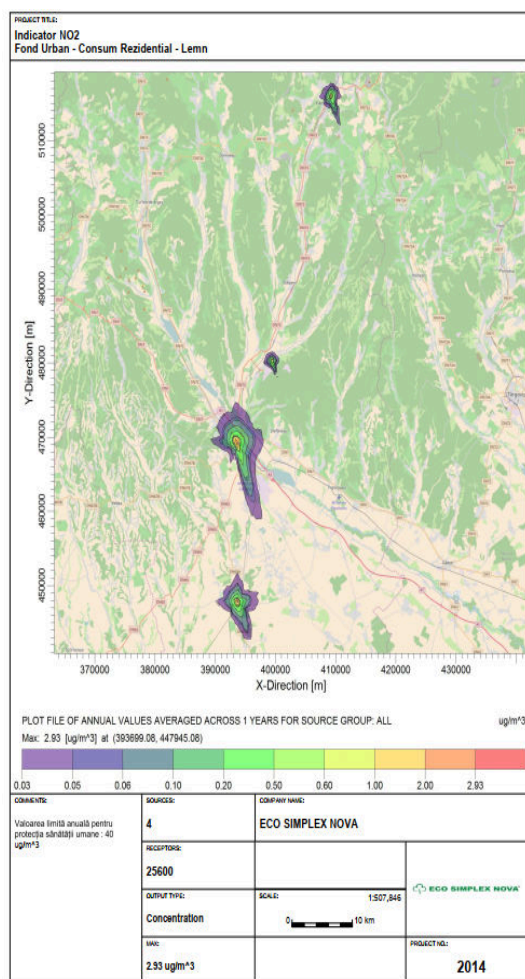 PROJECT TITLE:
Indicator NO2
Fond Urban - Consum Rezidential - Lemn
Y-Direction [m]
510000
500000
490000
480000
470000
460000
450000
370000 380000 390000 400000 410000 420000 430000
X-Direction [m]
PLOT FILE OF ANNUAL VALUES AVERAGED ACROSS 1 YEARS FOR SOURCE GROUP: ALL
ug/m^3
Max: 2.93 [ug/m^3] at (393699.08, 447945.08)
0.03 0.05 0.06 0.10 0.20 0.50 0.60 1.00 2.00 2.93
COMMENTS:
Valoarea limită anuală pentru
protecția sănătății umane : 40
ug/m^3
SOURCES:
4
COMPANY NAME:
ECO SIMPLEX NOVA
RECEPTORS:
25600
OUTPUT TYPE:
Concentration
SCALE:
1:507,846
0 10 km
ECO SIMPLEX NOVA
MAX:
2.93 ug/m^3
PROJECT NO.:
2014